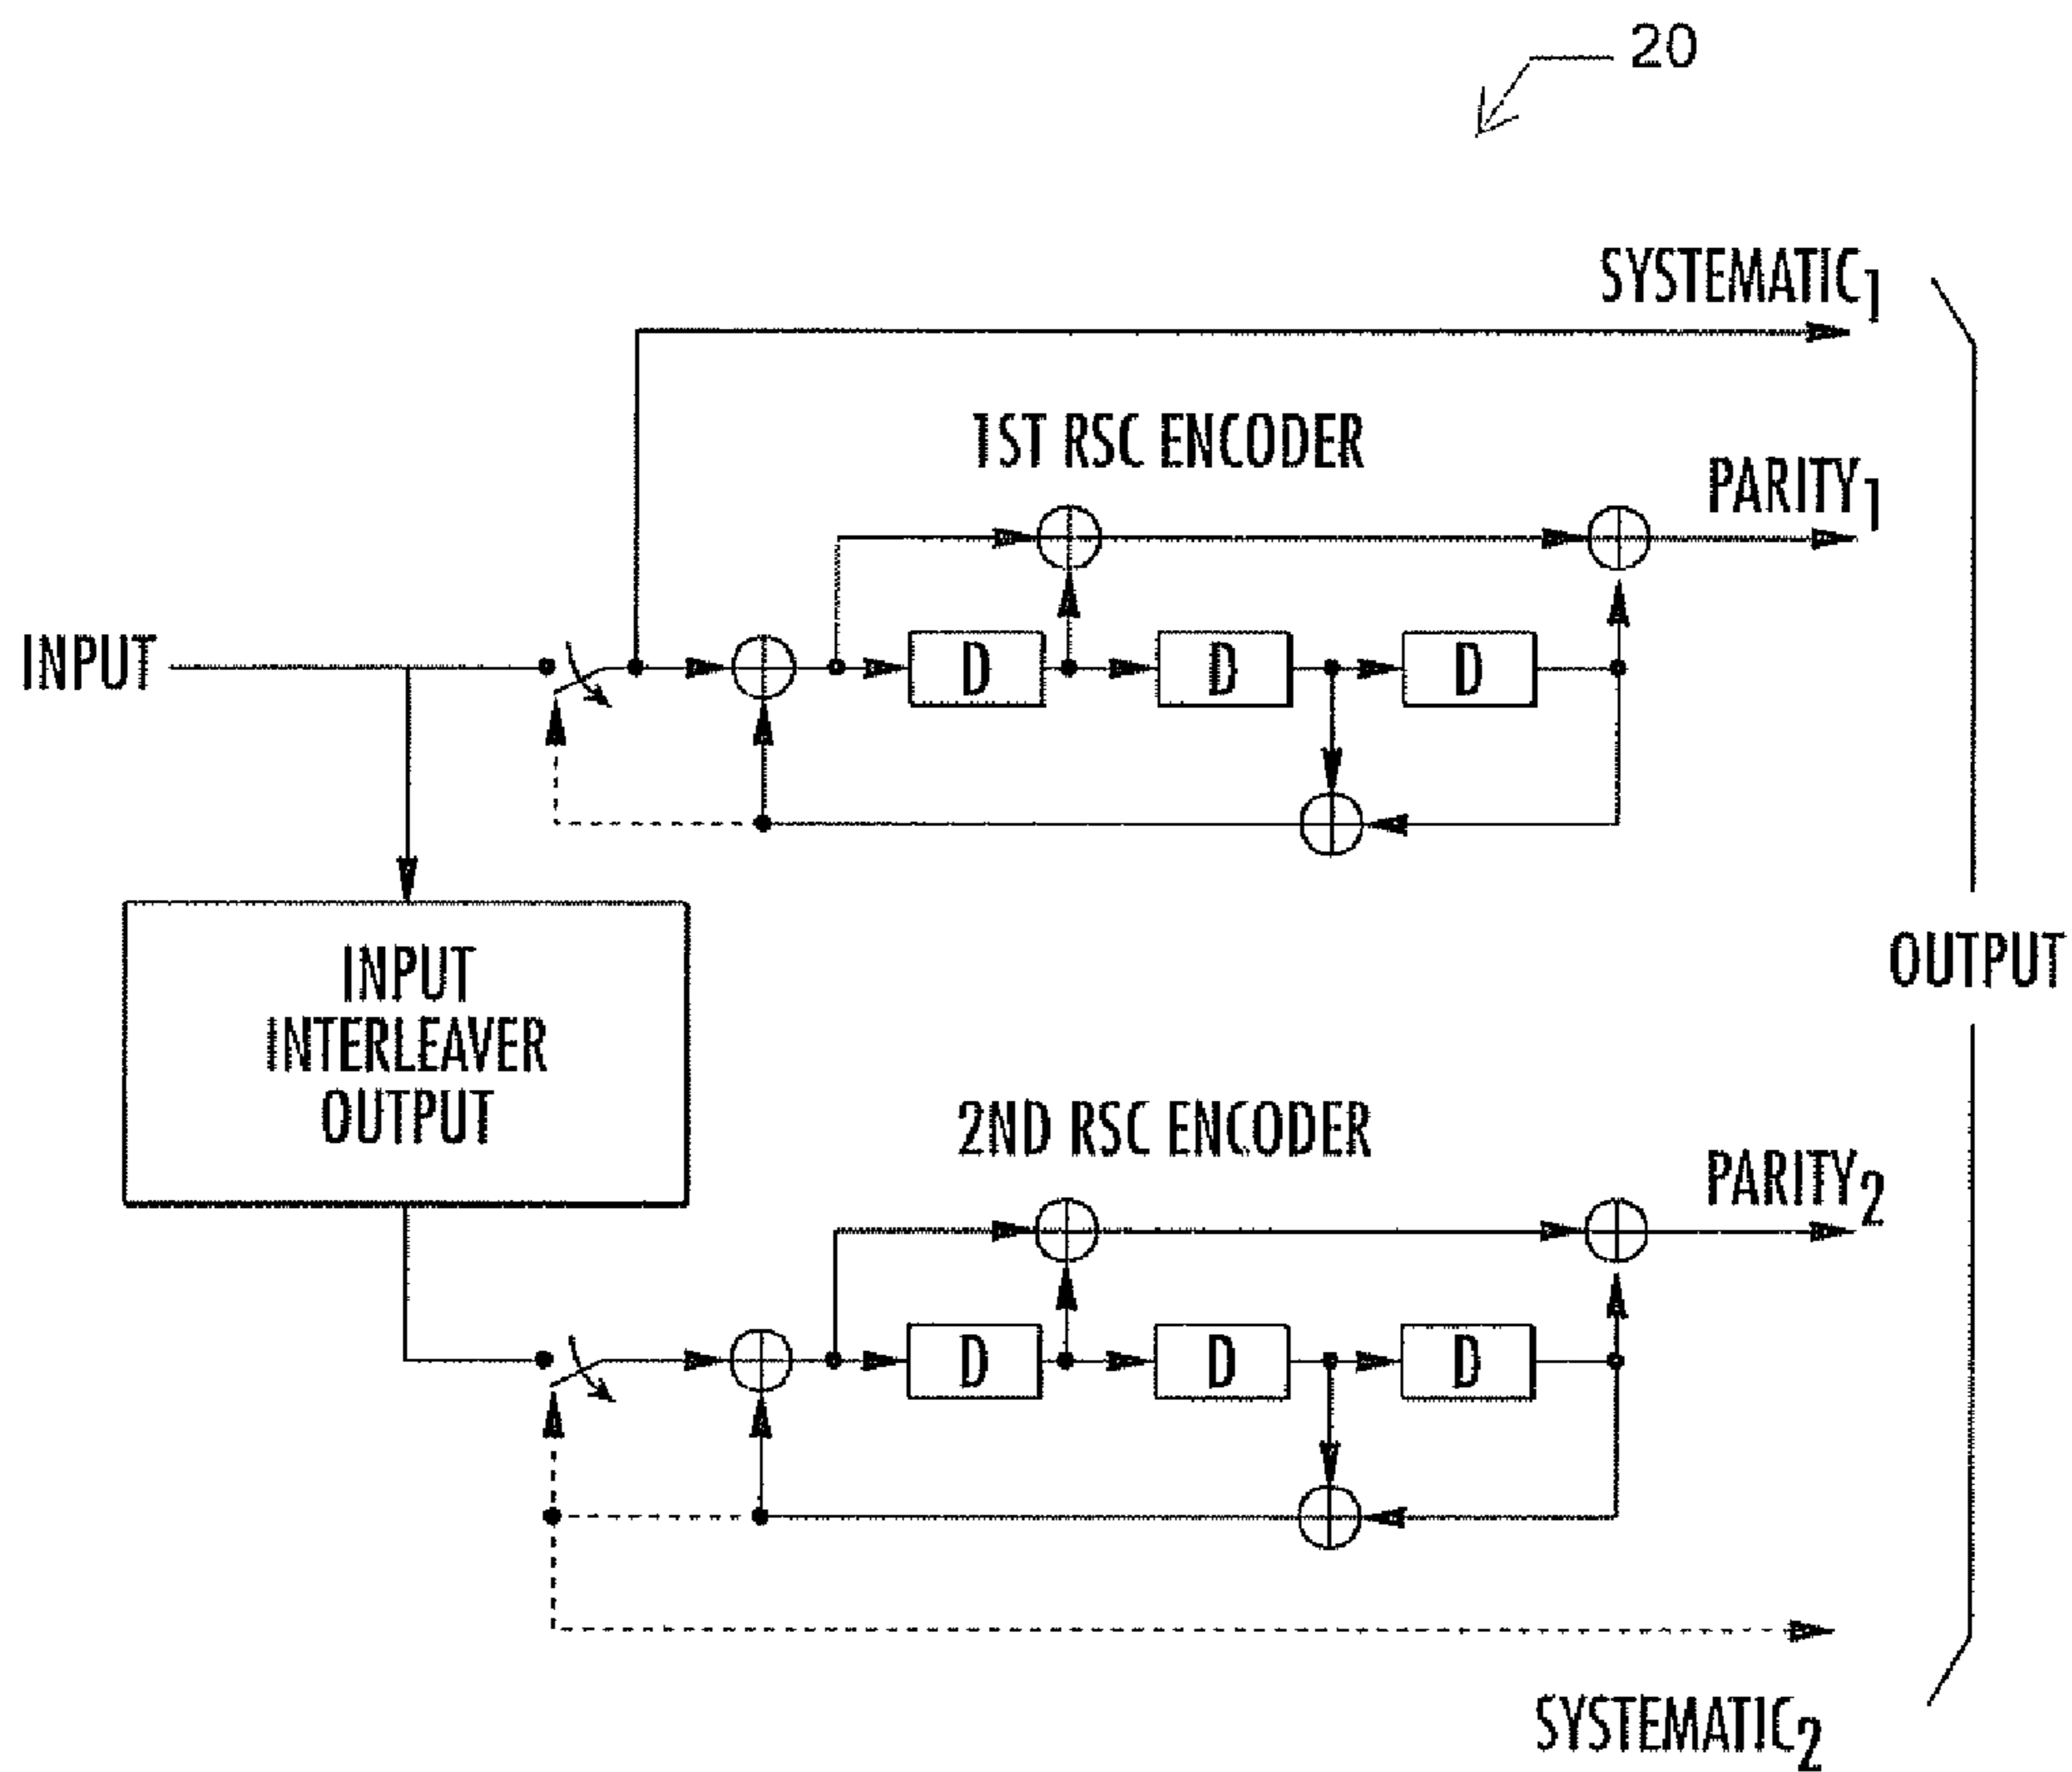 20
SYSTEMATIC1
1ST RSC ENCODER
PARITY1
INPUT
D D D
INPUT
INTERLEAVER
OUTPUT
OUTPUT
2ND RSC ENCODER
PARITY2
D D D
SYSTEMATIC2